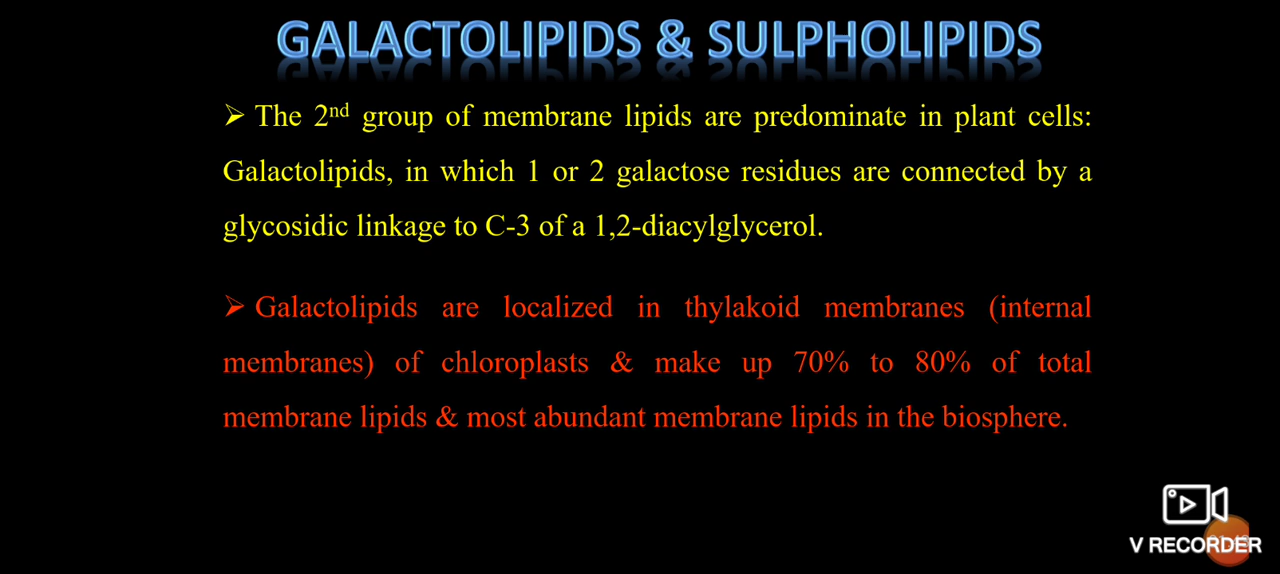 GALACTOLIPIDS & SULPHOLIPIDS
➢ The 2nd group of membrane lipids are predominate in plant cells:
Galactolipids, in which 1 or 2 galactose residues are connected by a
glycosidic linkage to C-3 of a 1,2-diacylglycerol.
➢ Galactolipids are localized in thylakoid membranes (internal
membranes) of chloroplasts & make up 70% to 80% of total
membrane lipids & most abundant membrane lipids in the biosphere.
V RECORDER